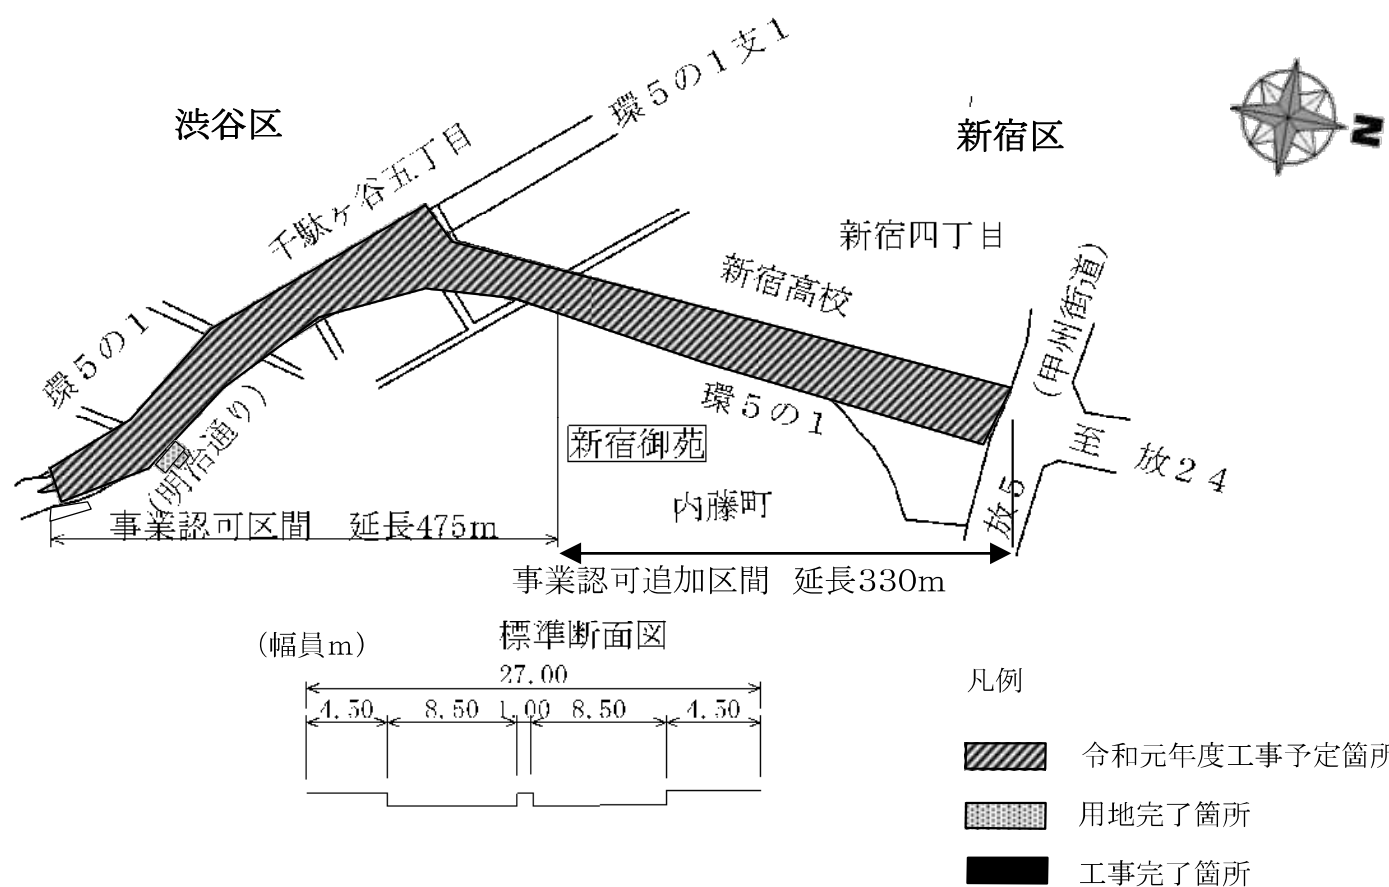 環5の1支1
渋谷区
新宿区
N
千駄ヶ谷五丁目
新宿四丁目
新宿高校
(甲州街道)
環5の1
環5の1
(明治通り)
新宿御苑
至 放24
内藤町
放5
事業認可区間 延長475m
事業認可追加区間 延長330m
(幅員m)
標準断面図
27.00
4.50 8.50 1.00 8.50 4.50
凡例
令和元年度工事予定箇所
用地完了箇所
工事完了箇所